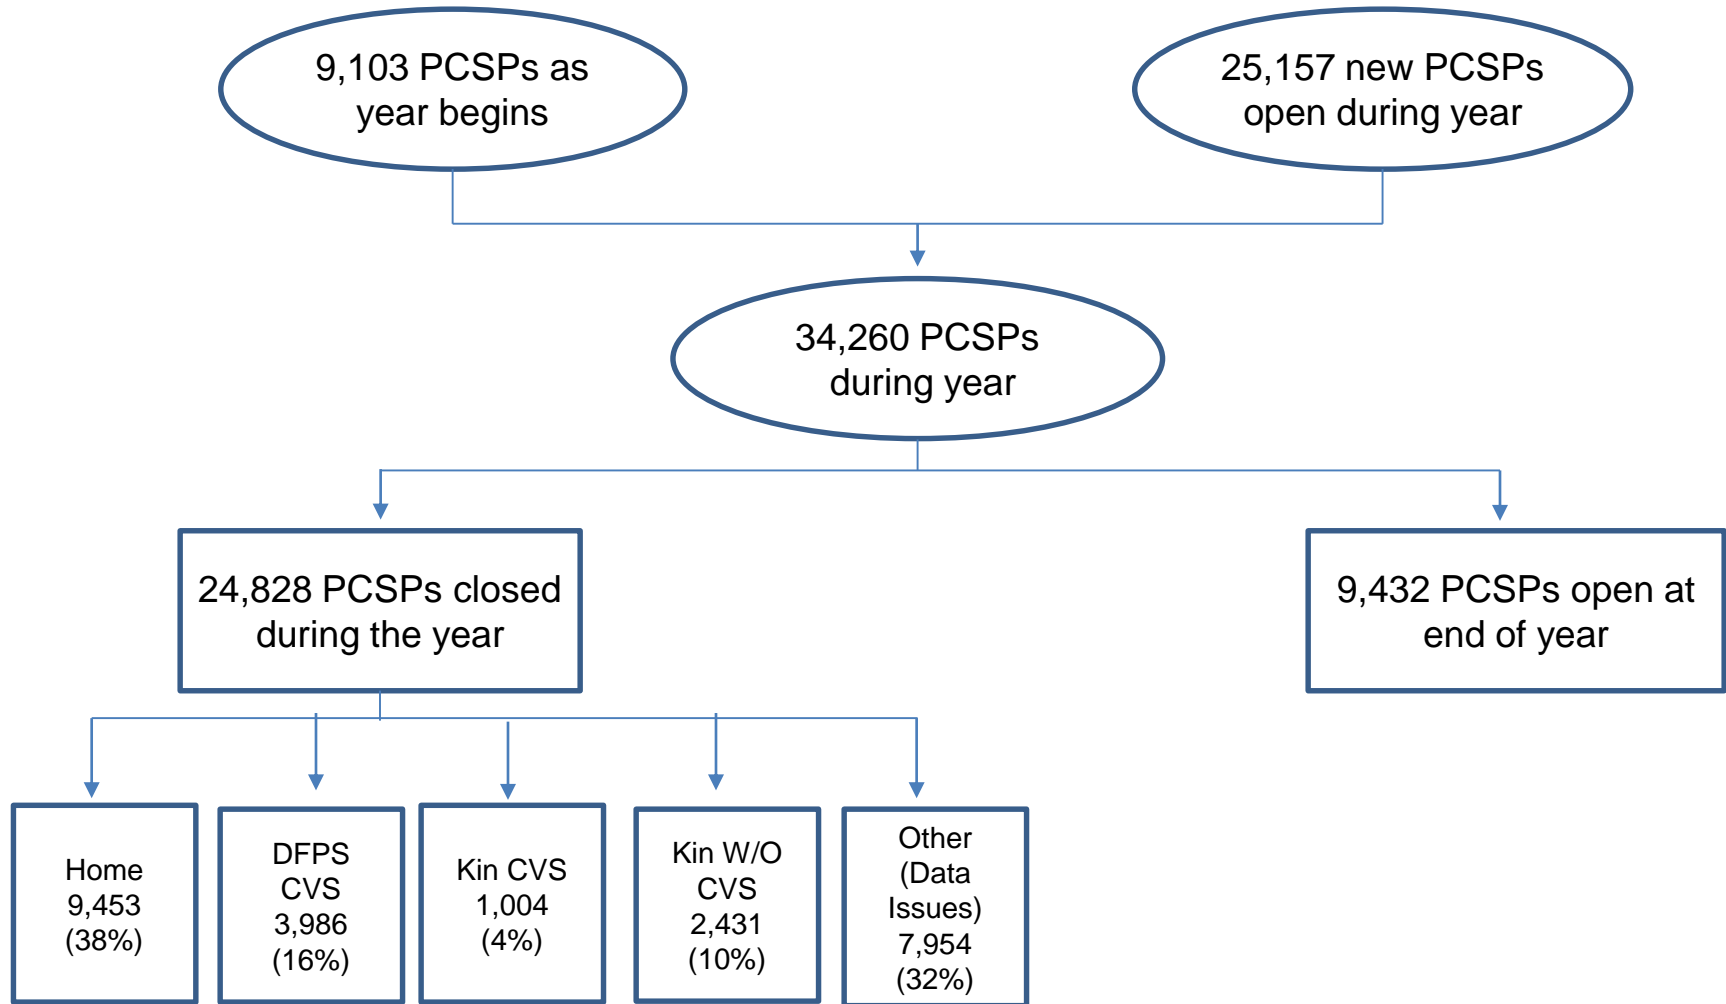 9,103 PCSPs as
year begins
25,157 new PCSPs
open during year
34,260 PCSPs
during year
24,828 PCSPs closed
during the year
9,432 PCSPs open at
end of year
Home
9,453
(38%)
DFPS
CVS
3,986
(16%)
Kin CVS
1,004
(4%)
Kin W/O
CVS
2,431
(10%)
Other
(Data
Issues)
7,954
(32%)